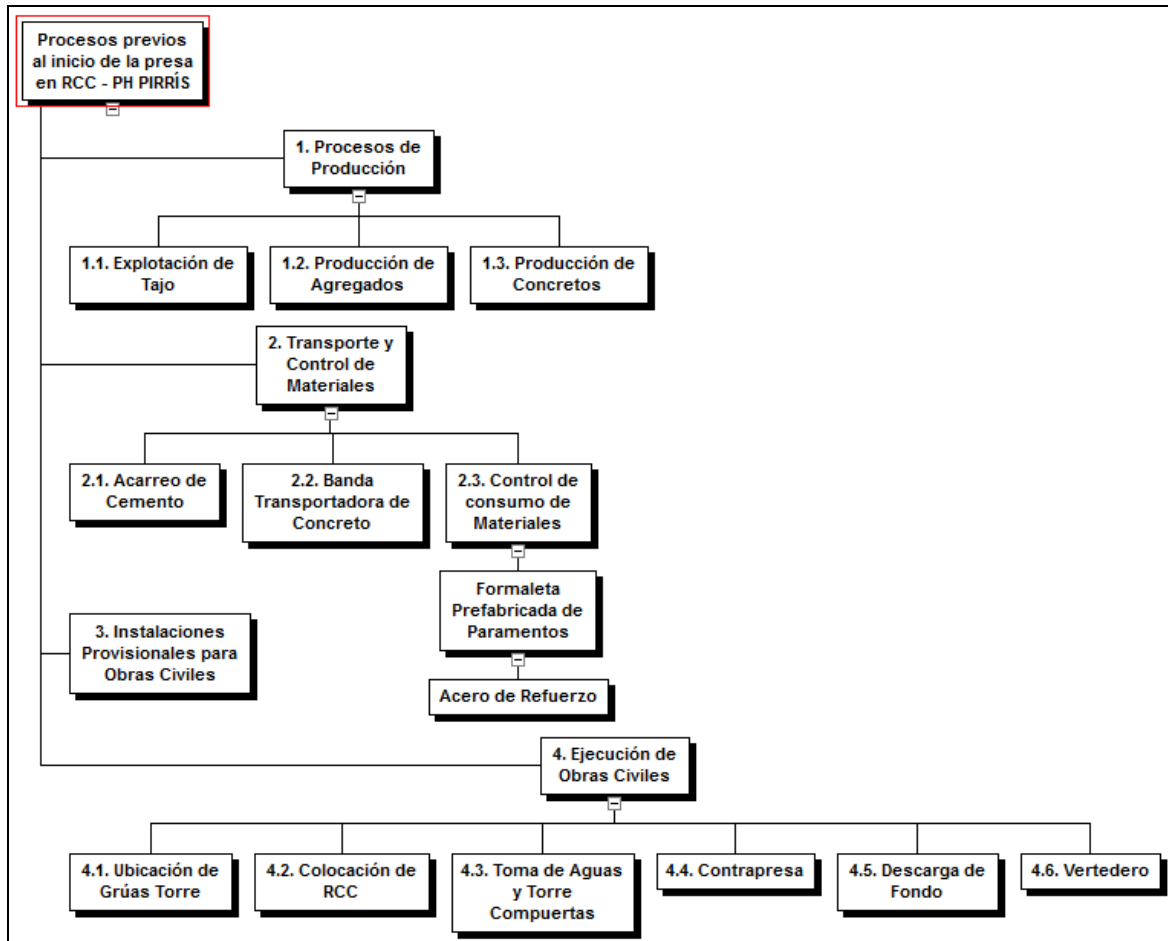 Procesos previos
al inicio de la presa
en RCC - PH PIRRÍS
1. Procesos de
Producción
1.1. Explotación de
Tajo
1.2. Producción de
Agregados
1.3. Producción de
Concretos
2. Transporte y
Control de
Materiales
2.1. Acarreo de
Cemento
2.2. Banda
Transportadora de
Concreto
2.3. Control de
consumo de
Materiales
Formaleta
Prefabricada de
Paramentos
Acero de Refuerzo
3. Instalaciones
Provisionales para
Obras Civiles
4. Ejecución de
Obras Civiles
4.1. Ubicación de
Grúas Torre
4.2. Colocación de
RCC
4.3. Toma de Aguas
y Torre
Compuertas
4.4. Contrapresa
4.5. Descarga de
Fondo
4.6. Vertedero